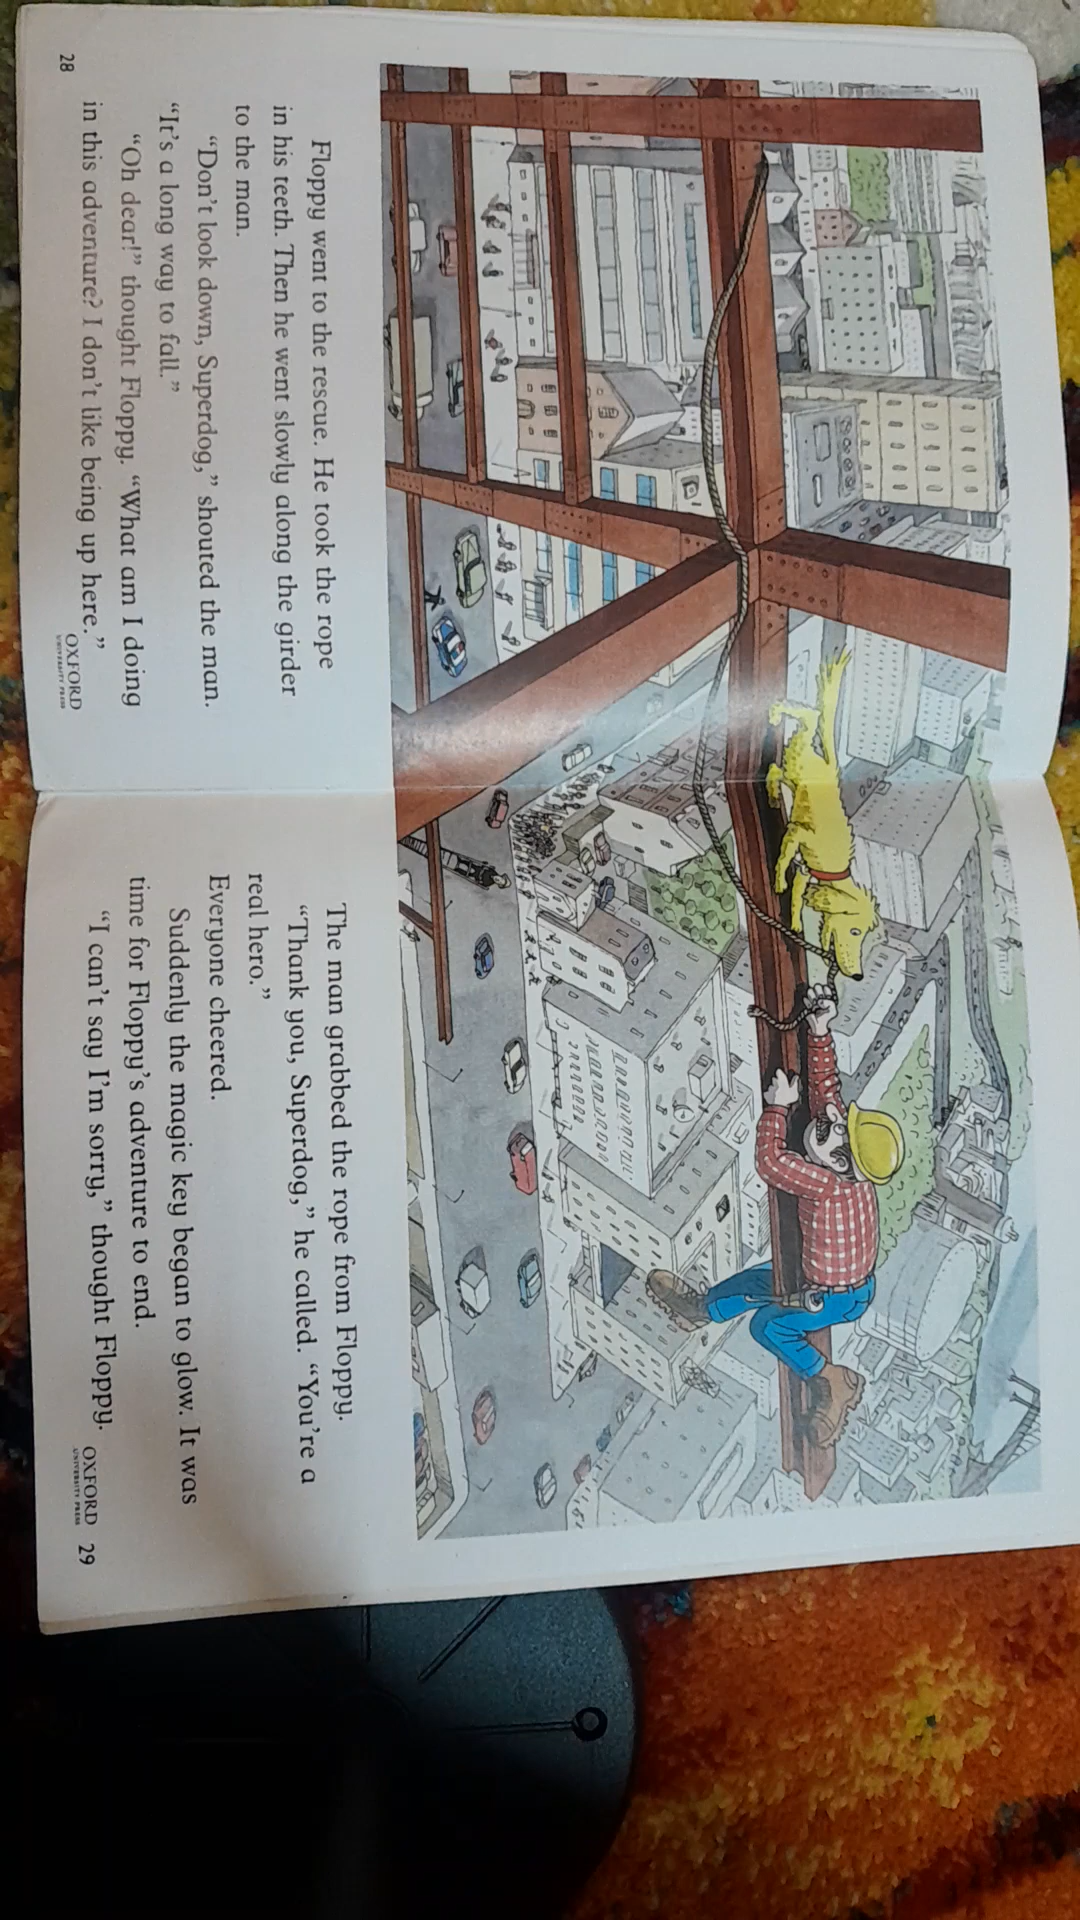 Floppy went to the rescue. He took the rope
in his teeth. Then he went slowly along the girder
to the man.
“Don't look down, Superdog,” shouted the man.
“It's a long way to fall.”
“Oh dear!” thought Floppy. “What am I doing
in this adventure? I don't like being up here.”
OXFORD
UNIVERSITY PRESS
28
The man grabbed the rope from Floppy.
“Thank you, Superdog,” he called. “You're a
real hero.”
Everyone cheered.
Suddenly the magic key began to glow. It was
time for Floppy's adventure to end.
“I can't say I'm sorry,” thought Floppy.
OXFORD
UNIVERSITY PRESS
29